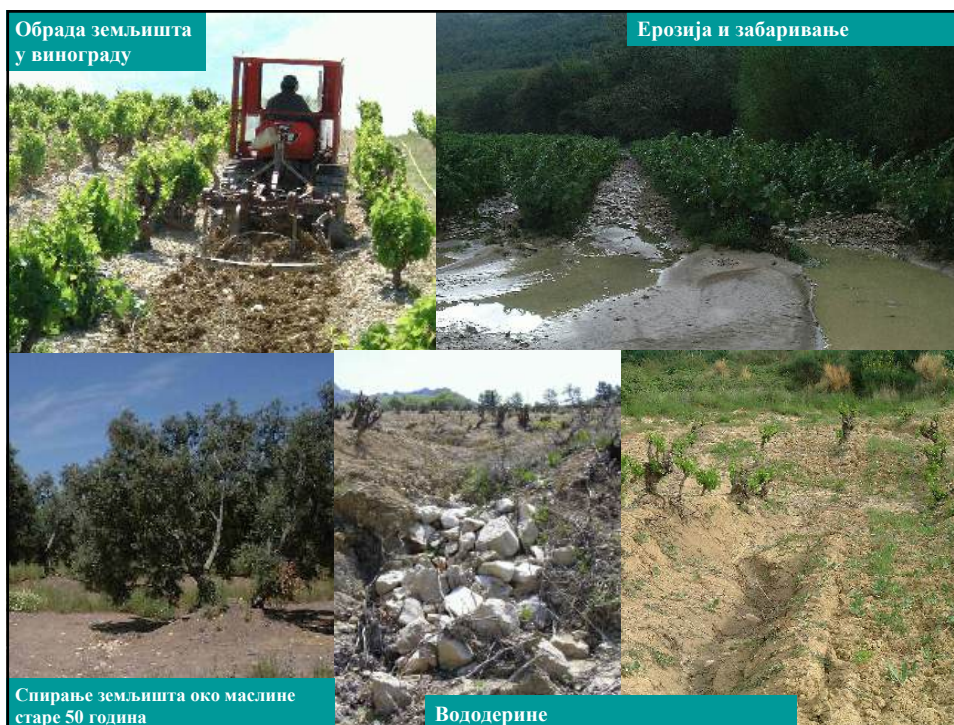 Обрада земљишта
у винограду
Ерозија и забаривање
Спирање земљишта око маслине
старе 50 година
Вододерине